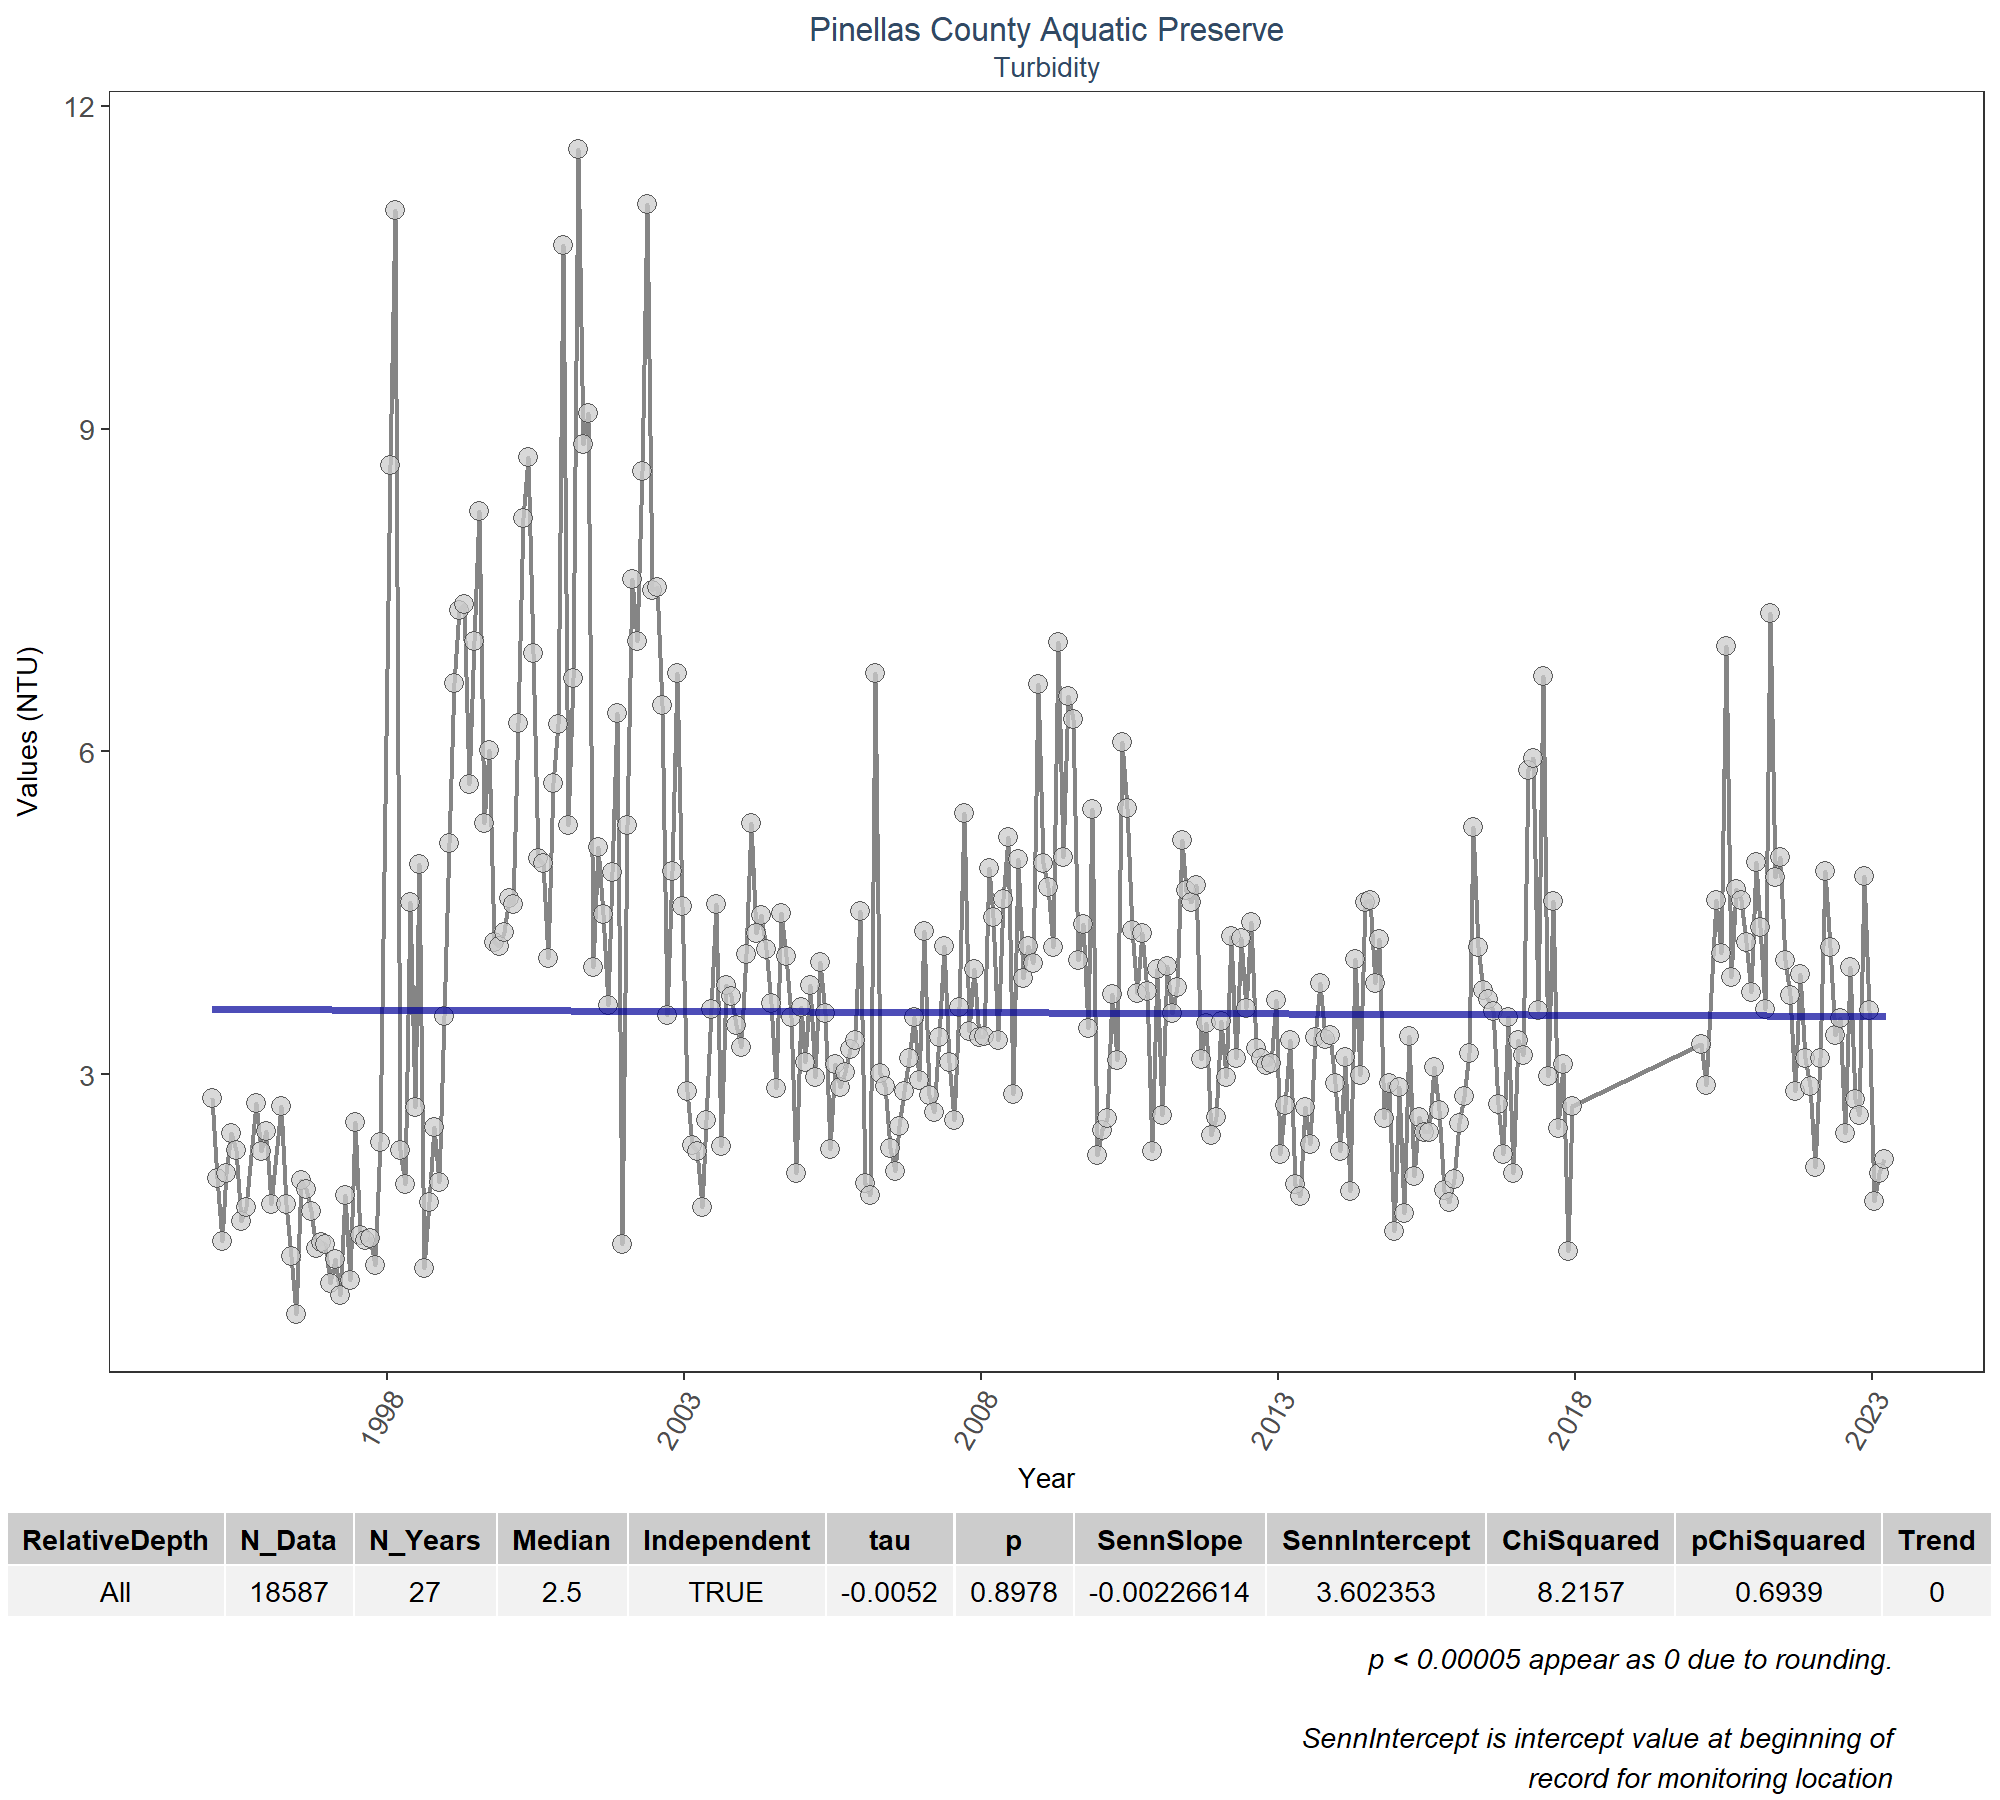 Pinellas County Aquatic Preserve
Turbidity
12
9
6
3
Values (NTU)
1998
2003
2008
2013
2018
2023
Year
RelativeDepth N_Data N_Years Median Independent tau p SennSlope SennIntercept ChiSquared pChiSquared Trend
All 18587 27 2.5 TRUE -0.0052 0.8978 -0.00226614 3.602353 8.2157 0.6939 0
p < 0.00005 appear as 0 due to rounding.
SennIntercept is intercept value at beginning of
record for monitoring location